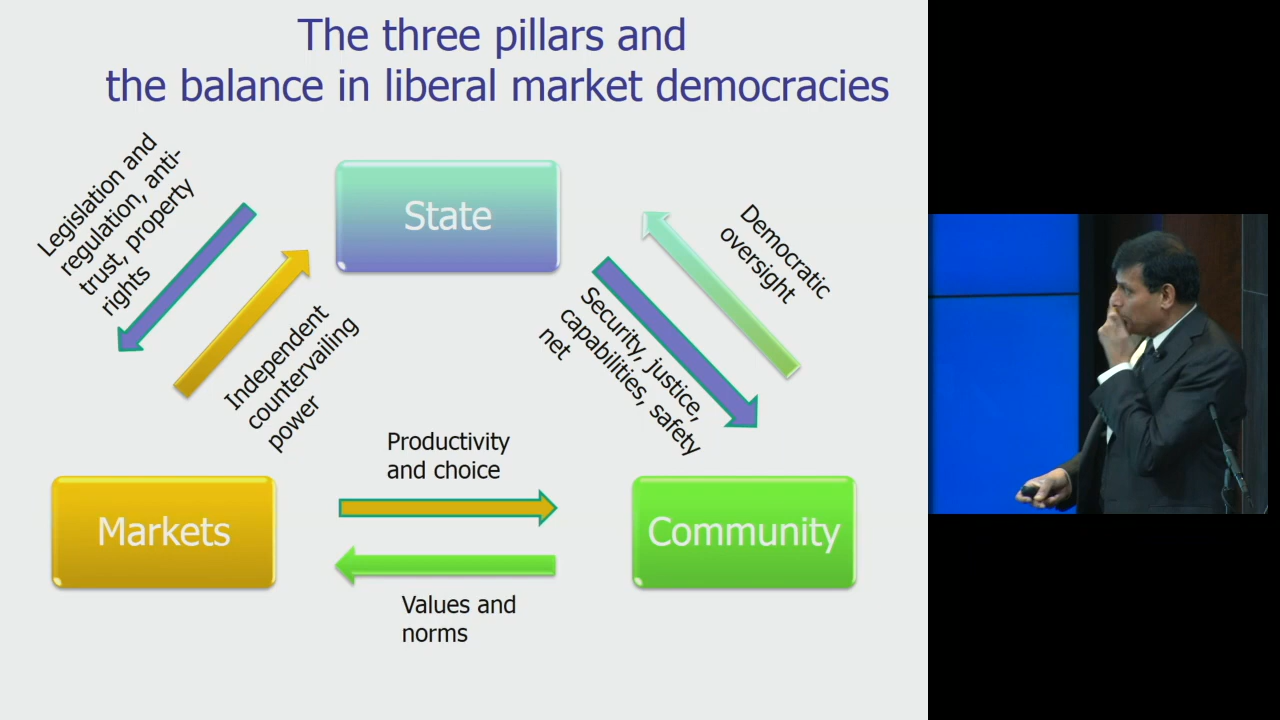 The three pillars and
the balance in liberal market democracies
Legislation and
regulation, anti-
trust, property
rights
State
Democratic
oversight
Independent
countervailing
power
Security, justice,
capabilities, safety
net
Productivity
and choice
Markets
Community
Values and
norms